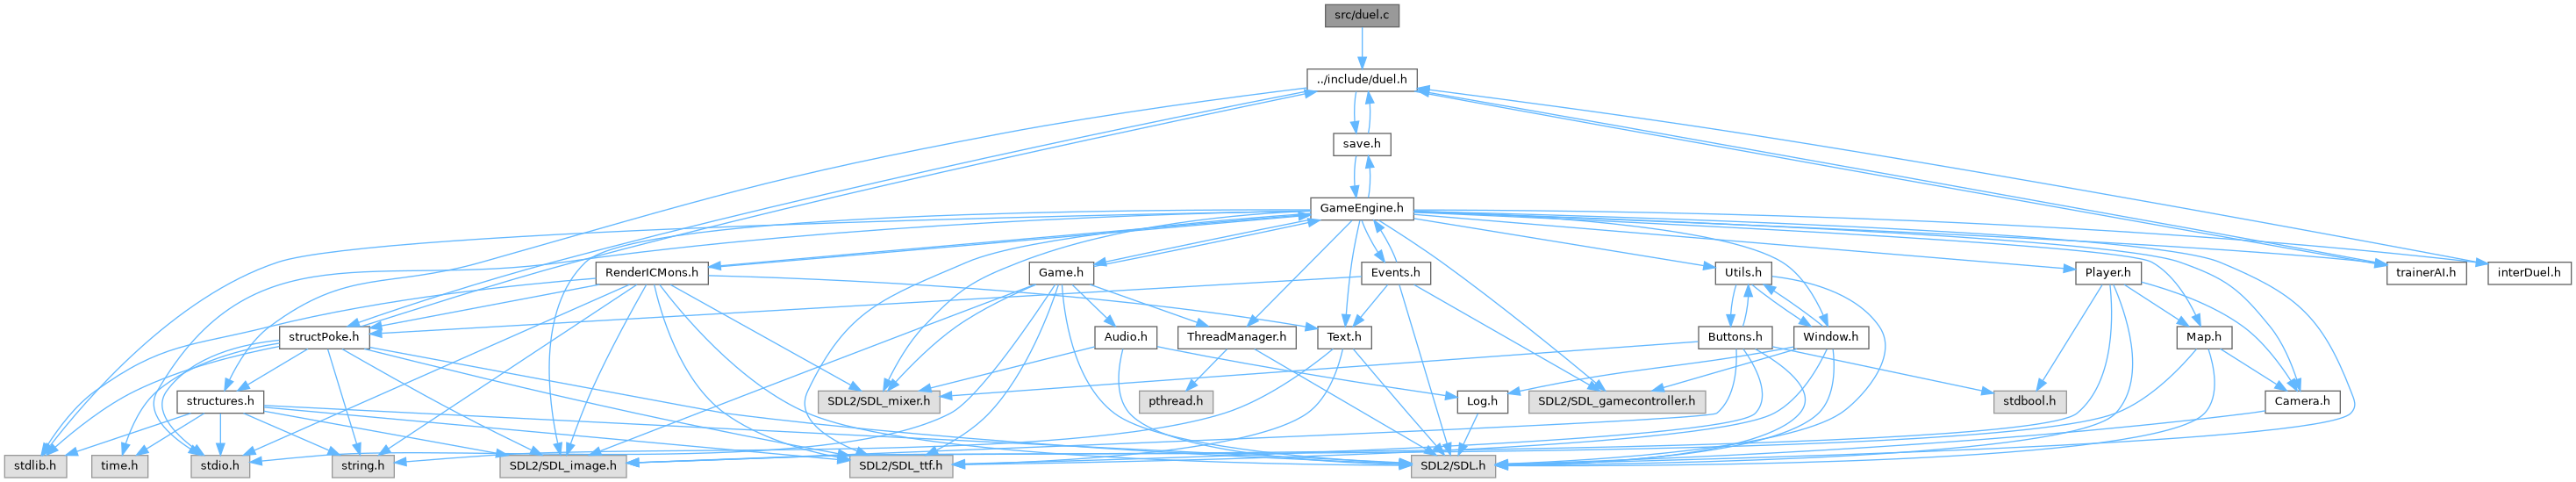 src/duel.c
../include/duel.h
save.h
GameEngine.h
RenderICMons.h
Game.h
Events.h
Utils.h
Player.h
trainerAI.h
interDuel.h
structPoke.h
Audio.h
ThreadManager.h
Text.h
Buttons.h
Window.h
Map.h
structures.h
SDL2/SDL_mixer.h
pthread.h
Log.h
SDL2/SDL_gamecontroller.h
stdbool.h
Camera.h
stdlib.h
time.h
stdio.h
string.h
SDL2/SDL_image.h
SDL2/SDL_ttf.h
SDL2/SDL.h